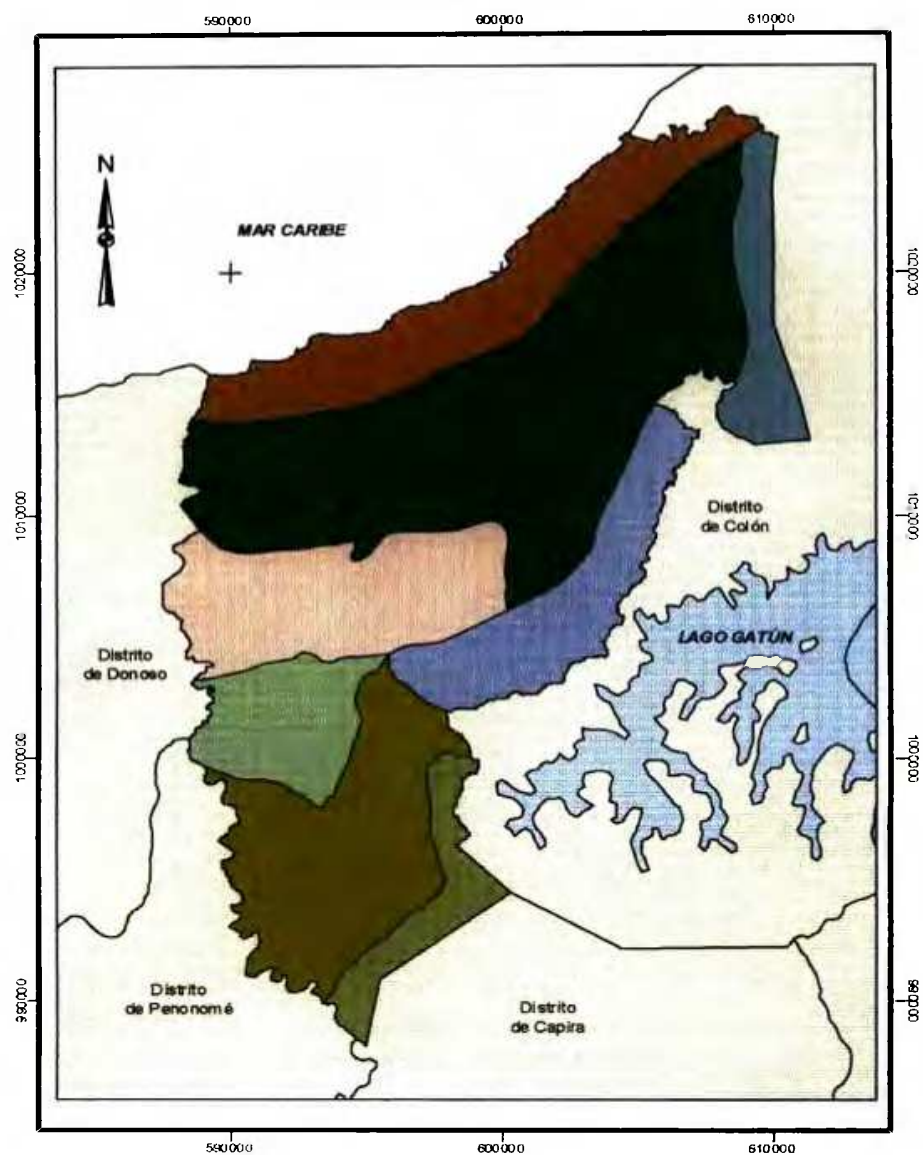 590000 600000 610000
N
MAR CARIBE
1020000 1020000
1010000 1010000
Distrito
de Colón
LAGO GATÚN
Distrito
de Donoso
1000000 1000000
990000 990000
Distrito
de Penonomé
Distrito
de Capira
590000 600000 610000